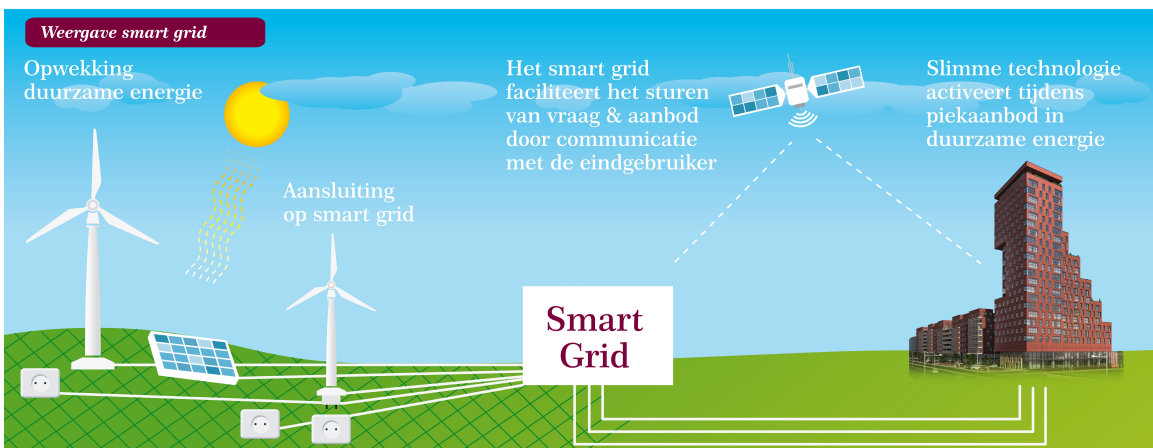 Weergave smart grid
Opwekking
duurzame energie
Aansluiting
op smart grid
Het smart grid
faciliteert het sturen
van vraag & aanbod
door communicatie
met de eindgebruiker
Slimme technologie
activeert tijdens
piekaanbod in
duurzame energie
Smart
Grid